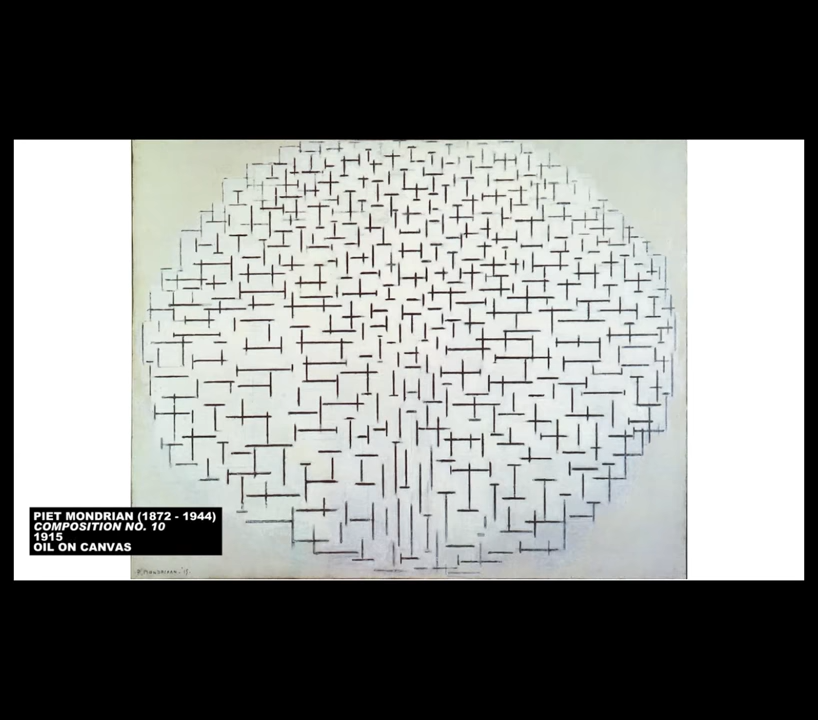 PIET MONDRIAN (1872 - 1944)
COMPOSITION NO. 10
1915
OIL ON CANVAS